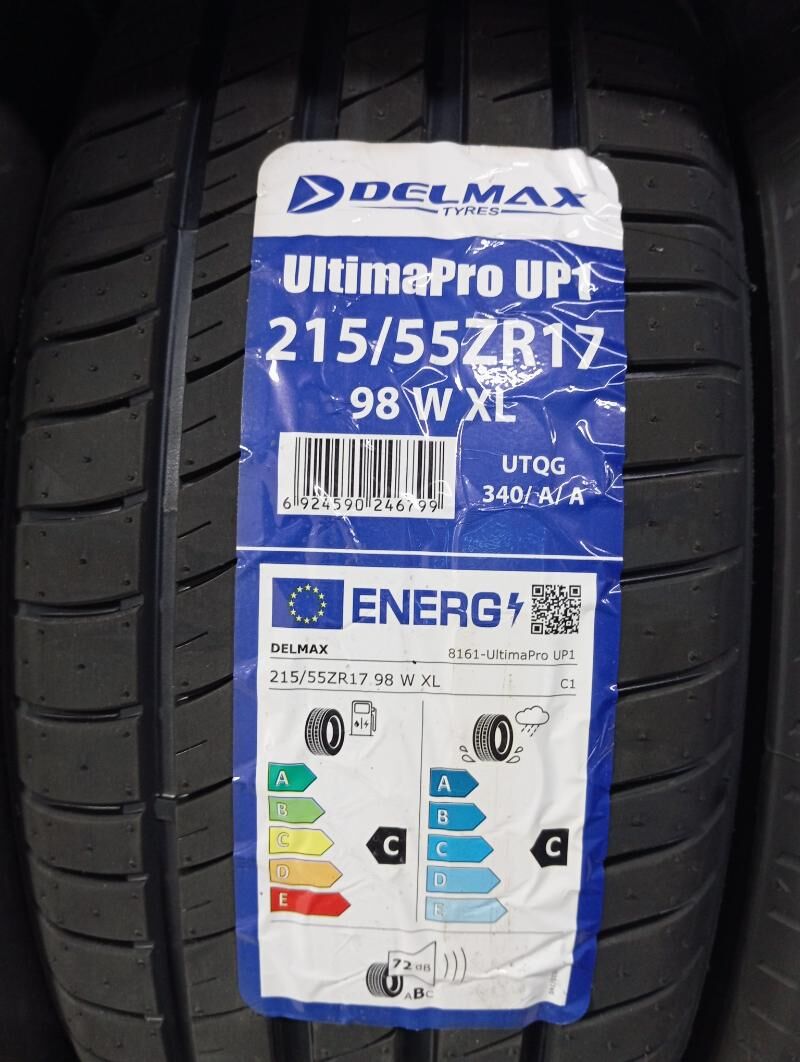 DELMAX
TYRES
UltimaPro UP1
215/55ZR17
98 W XL
UTQG
340/ A/ A
6 924590 246799
ENERG
DELMAX
8161-UltimaPro UP1
215/55ZR17 98 W XL
C1
A
B
C
D
E
C
A
B
C
D
E
C
72 dB
ABC